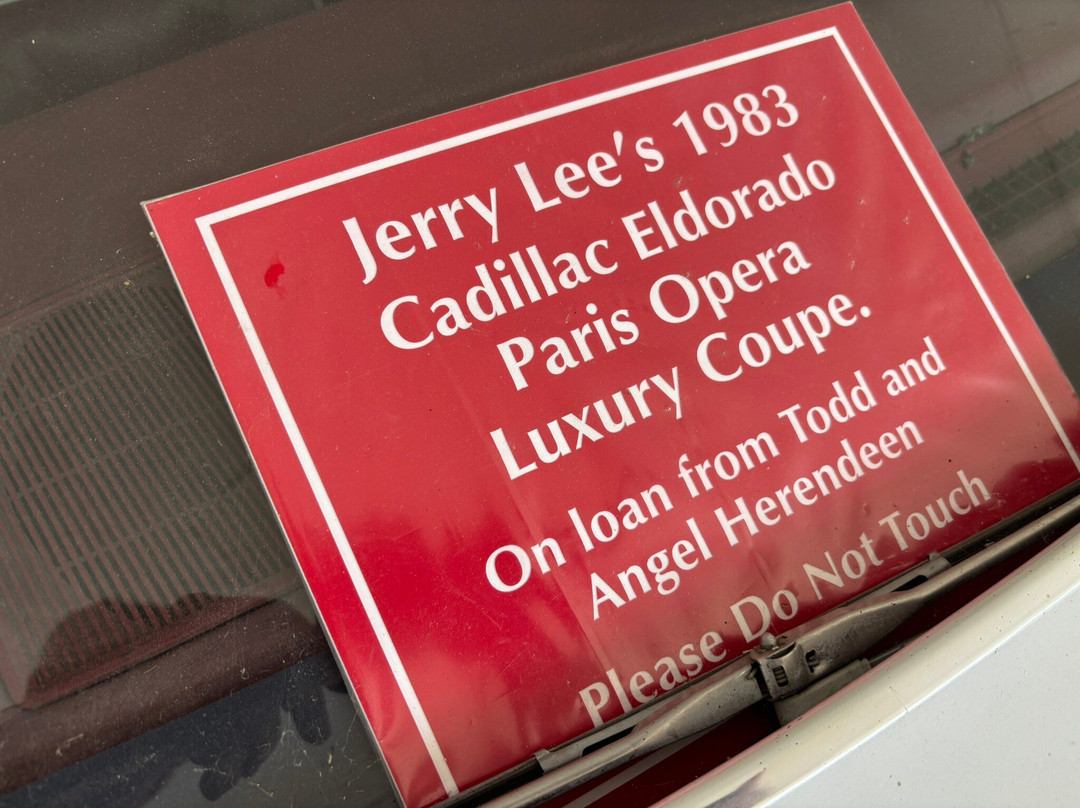 Jerry Lee's 1983
Cadillac Eldorado
Paris Opera
Luxury Coupe.
On loan from Todd and
Angel Herendeen
Please Do Not Touch